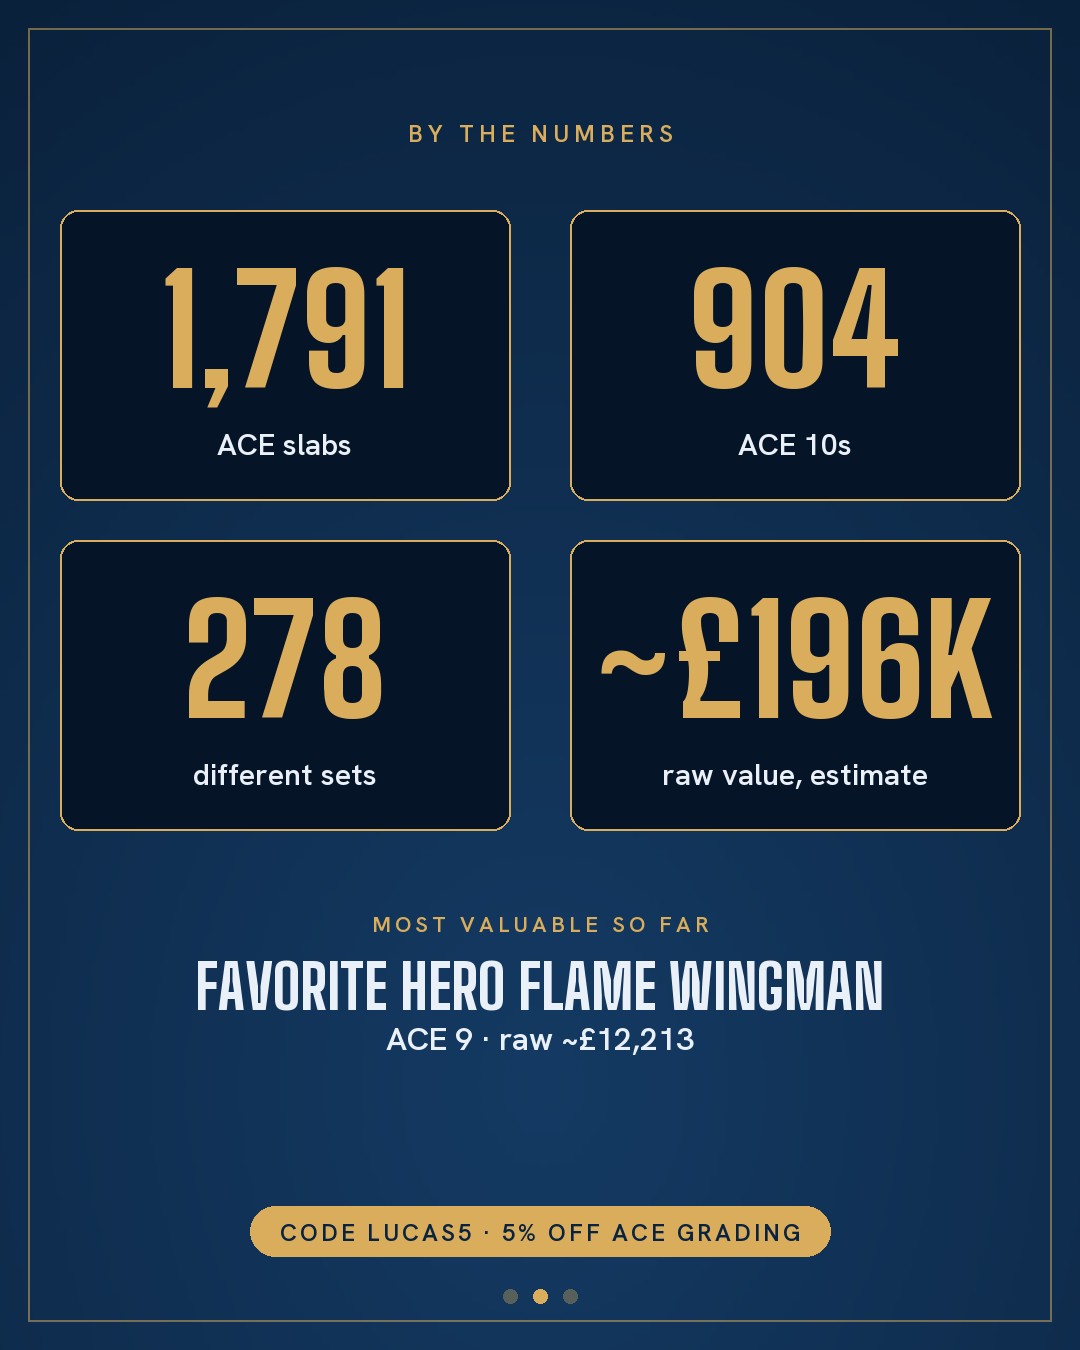 BY THE NUMBERS
1,791
ACE slabs
904
ACE 10s
278
different sets
~£196K
raw value, estimate
MOST VALUABLE SO FAR
FAVORITE HERO FLAME WINGMAN
ACE 9 · raw ~£12,213
CODE LUCAS5 · 5% OFF ACE GRADING